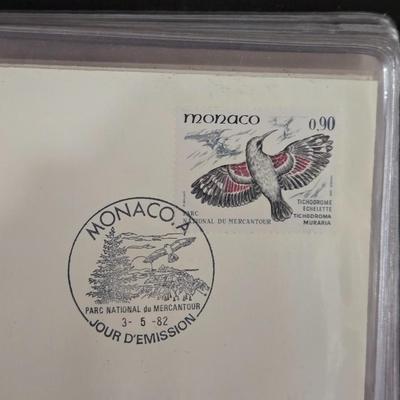 monaco
0,90
PARC
NATIONAL DU MERCANTOUR
TICHODROME
ECHELETTE
TICHODROMA
MURARIA
MONACO. A
PARC NATIONAL du MERCANTOUR
3- 5 -82
JOUR D'EMISSION